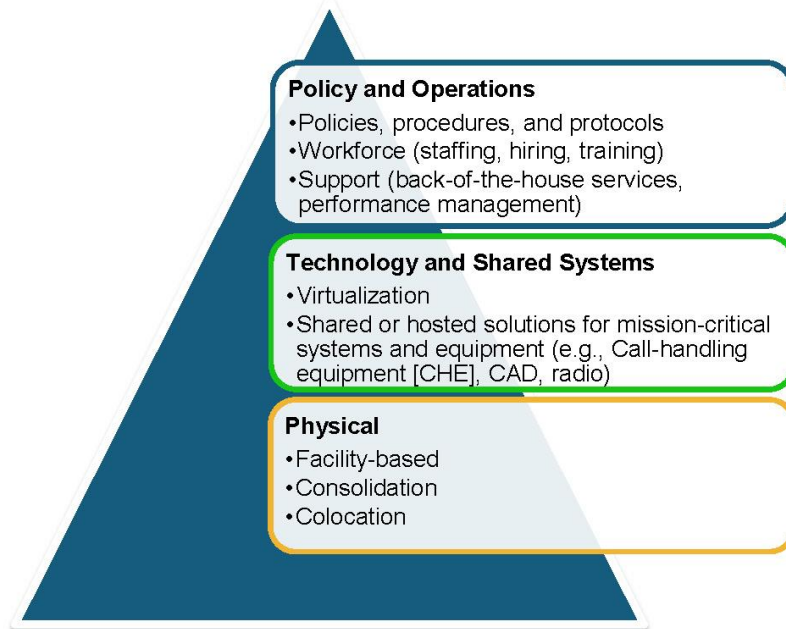 Policy and Operations
•Policies, procedures, and protocols
•Workforce (staffing, hiring, training)
•Support (back-of-the-house services,
performance management)
Technology and Shared Systems
•Virtualization
•Shared or hosted solutions for mission-critical
systems and equipment (e.g., Call-handling
equipment [CHE], CAD, radio)
Physical
•Facility-based
•Consolidation
•Colocation